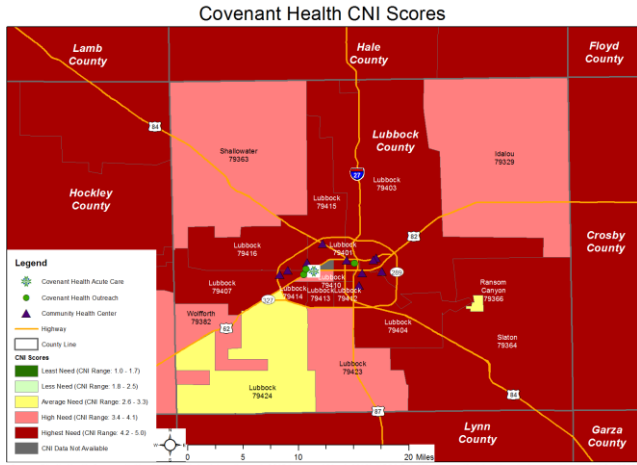 Covenant Health CNI Scores
Lamb
County
Hale
County
Floyd
County
84
Shallowater
79363
Lubbock
County
Idalou
79329
27
Lubbock
79403
Hockley
County
Lubbock
79415
Crosby
County
Lubbock
79416
Lubbock
79401
82
289
Lubbock
79407
Lubbock
79414
Lubbock
79410
Lubbock
79413
Lubbock
79412
Ransom
Canyon
79366
327
Wolfforth
79382
82
Lubbock
79404
Slaton
79364
Lubbock
79423
Lubbock
79424
84
87
Lynn
County
Garza
County
Legend
Covenant Health Acute Care
Covenant Health Outreach
Community Health Center
Highway
County Line
CNI Scores
Least Need (CNI Range: 1.0 - 1.7)
Less Need (CNI Range: 1.8 - 2.5)
Average Need (CNI Range: 2.6 - 3.3)
High Need (CNI Range: 3.4 - 4.1)
Highest Need (CNI Range: 4.2 - 5.0)
CNI Data Not Available
0 5 10 20 Miles